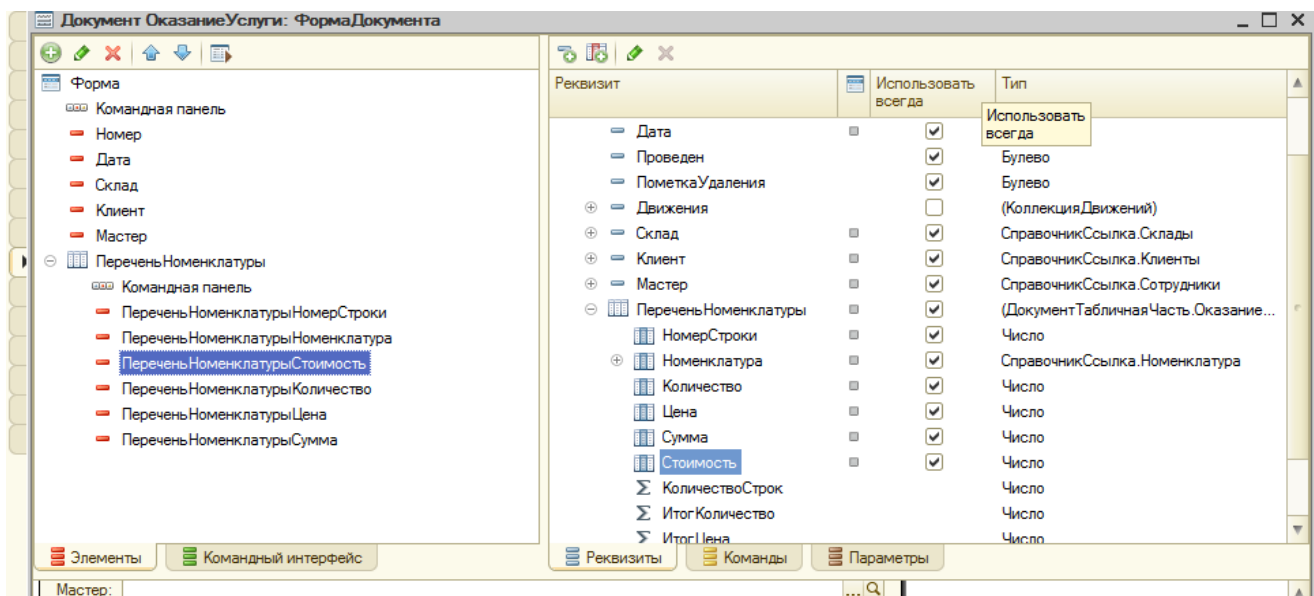 Документ ОказаниеУслуги: ФормаДокумента
Форма
Командная панель
Номер
Дата
Склад
Клиент
Мастер
ПереченьНоменклатуры
Командная панель
ПереченьНоменклатурыНомерСтроки
ПереченьНоменклатурыНоменклатура
ПереченьНоменклатурыСтоимость
ПереченьНоменклатурыКоличество
ПереченьНоменклатурыЦена
ПереченьНоменклатурыСумма
Элементы Командный интерфейс
Реквизит Использовать всегда Тип
Использовать
всегда
Дата
Проведен Булево
ПометкаУдаления Булево
Движения (КоллекцияДвижений)
Склад СправочникСсылка.Склады
Клиент СправочникСсылка.Клиенты
Мастер СправочникСсылка.Сотрудники
ПереченьНоменклатуры (ДокументТабличнаяЧасть.Оказание...
НомерСтроки Число
Номенклатура СправочникСсылка.Номенклатура
Количество Число
Цена Число
Сумма Число
Стоимость Число
КоличествоСтрок Число
ИтогКоличество Число
ИтогЦена Число
Реквизиты Команды Параметры
Мастер: ...